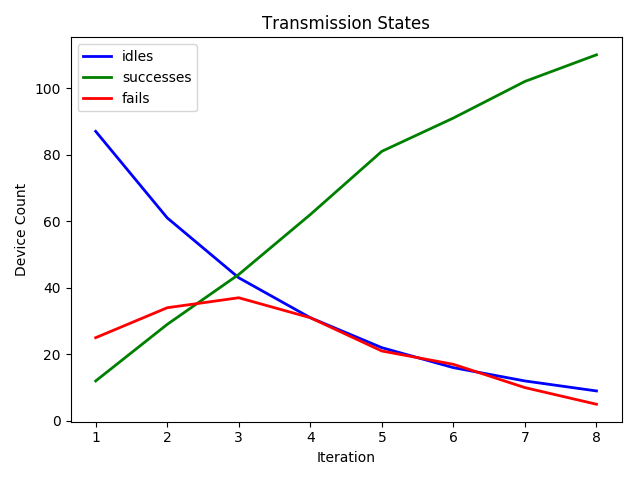 Transmission States
idles
successes
fails
Device Count
100
80
60
40
20
0
1 2 3 4 5 6 7 8
Iteration